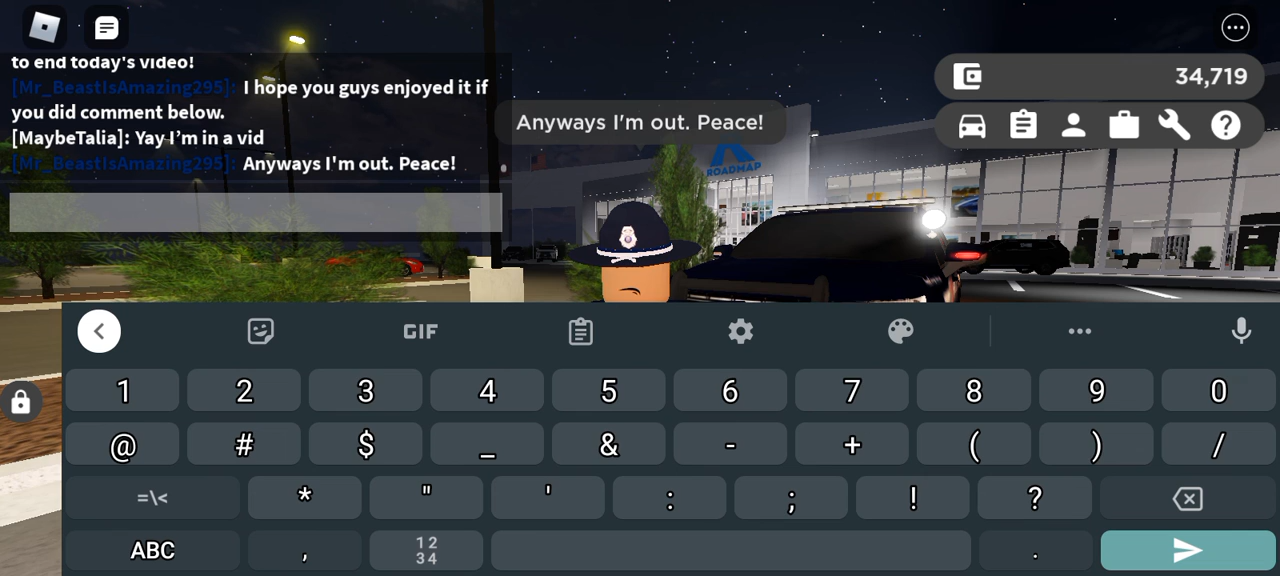 to end today's video!
[Mr_BeastIsAmazing295]: I hope you guys enjoyed it if
you did comment below.
[MaybeTalia]: Yay I'm in a vid
[Mr_BeastIsAmazing295]: Anyways I'm out. Peace!
Anyways I'm out. Peace!
34,719
ROADMAP
GIF
1 2 3 4 5 6 7 8 9 0
@ # $ _ & - + ( ) /
=\< * " ' : ; ! ?
ABC , 12 .
34